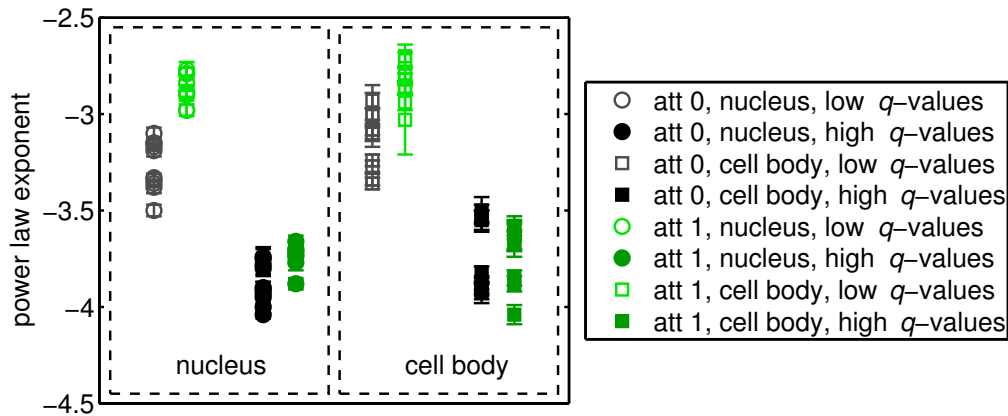 −2.5
−3
−3.5
−4
−4.5
power law exponent
nucleus
cell body
att 0, nucleus, low q−values
att 0, nucleus, high q−values
att 0, cell body, low q−values
att 0, cell body, high q−values
att 1, nucleus, low q−values
att 1, nucleus, high q−values
att 1, cell body, low q−values
att 1, cell body, high q−values